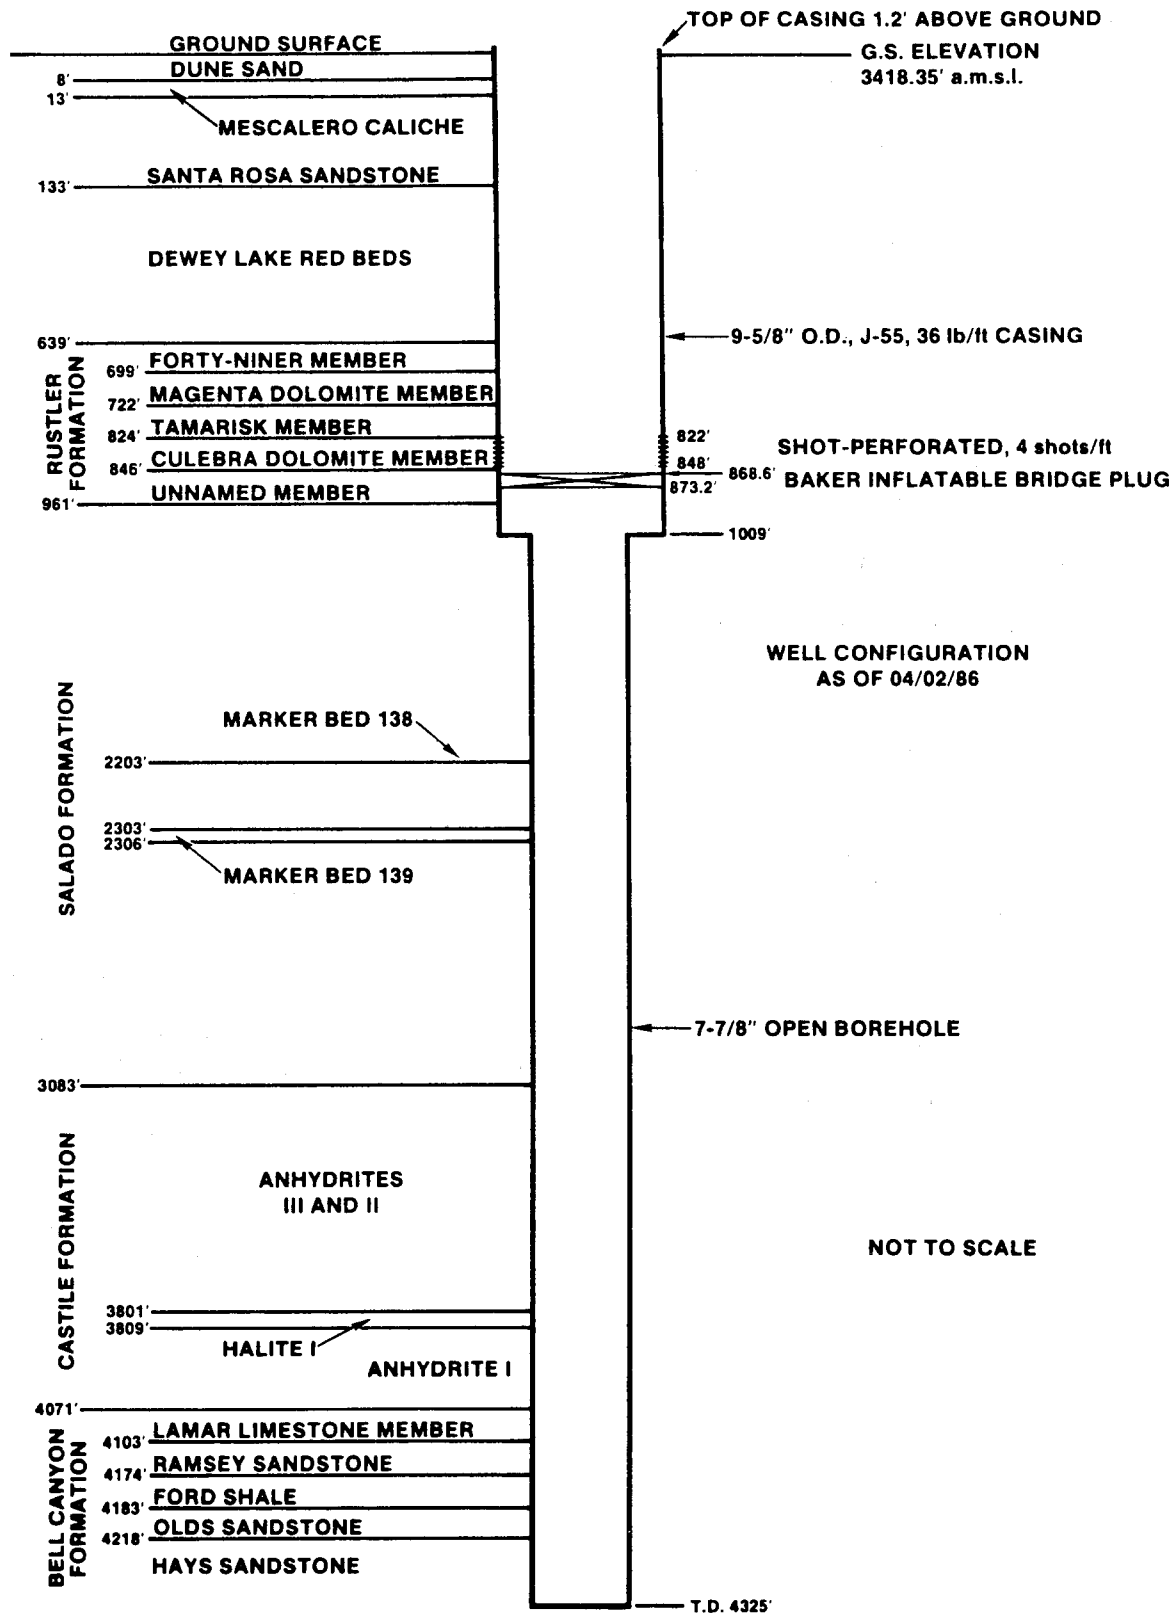 TOP OF CASING 1.2' ABOVE GROUND
GROUND SURFACE
G.S. ELEVATION
3418.35' a.m.s.l.
DUNE SAND
8'
13'
MESCALERO CALICHE
SANTA ROSA SANDSTONE
133'
DEWEY LAKE RED BEDS
9-5/8" O.D., J-55, 36 lb/ft CASING
639'
RUSTLER
FORMATION
FORTY-NINER MEMBER
699'
MAGENTA DOLOMITE MEMBER
722'
TAMARISK MEMBER
824'
822'
SHOT-PERFORATED, 4 shots/ft
CULEBRA DOLOMITE MEMBER
848'
846'
868.6'
BAKER INFLATABLE BRIDGE PLUG
873.2'
UNNAMED MEMBER
961'
1009'
WELL CONFIGURATION
AS OF 04/02/86
SALADO FORMATION
MARKER BED 138
2203'
2303'
2306'
MARKER BED 139
7-7/8" OPEN BOREHOLE
3083'
CASTILE FORMATION
ANHYDRITES
III AND II
NOT TO SCALE
3801'
3809'
HALITE I
ANHYDRITE I
4071'
BELL CANYON
FORMATION
LAMAR LIMESTONE MEMBER
4103'
RAMSEY SANDSTONE
4174'
FORD SHALE
4183'
OLDS SANDSTONE
4218'
HAYS SANDSTONE
T.D. 4325'